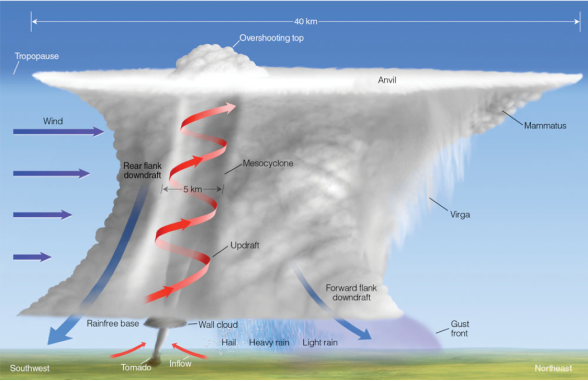 40 km
Overshooting top
Tropopause
Anvil
Wind
Mammatus
Rear flank
downdraft
Mesocyclone
5 km
Virga
Updraft
Forward flank
downdraft
Rainfree base
Wall cloud
Gust
front
Hail
Heavy rain
Light rain
Tornado
Inflow
Southwest
Northeast